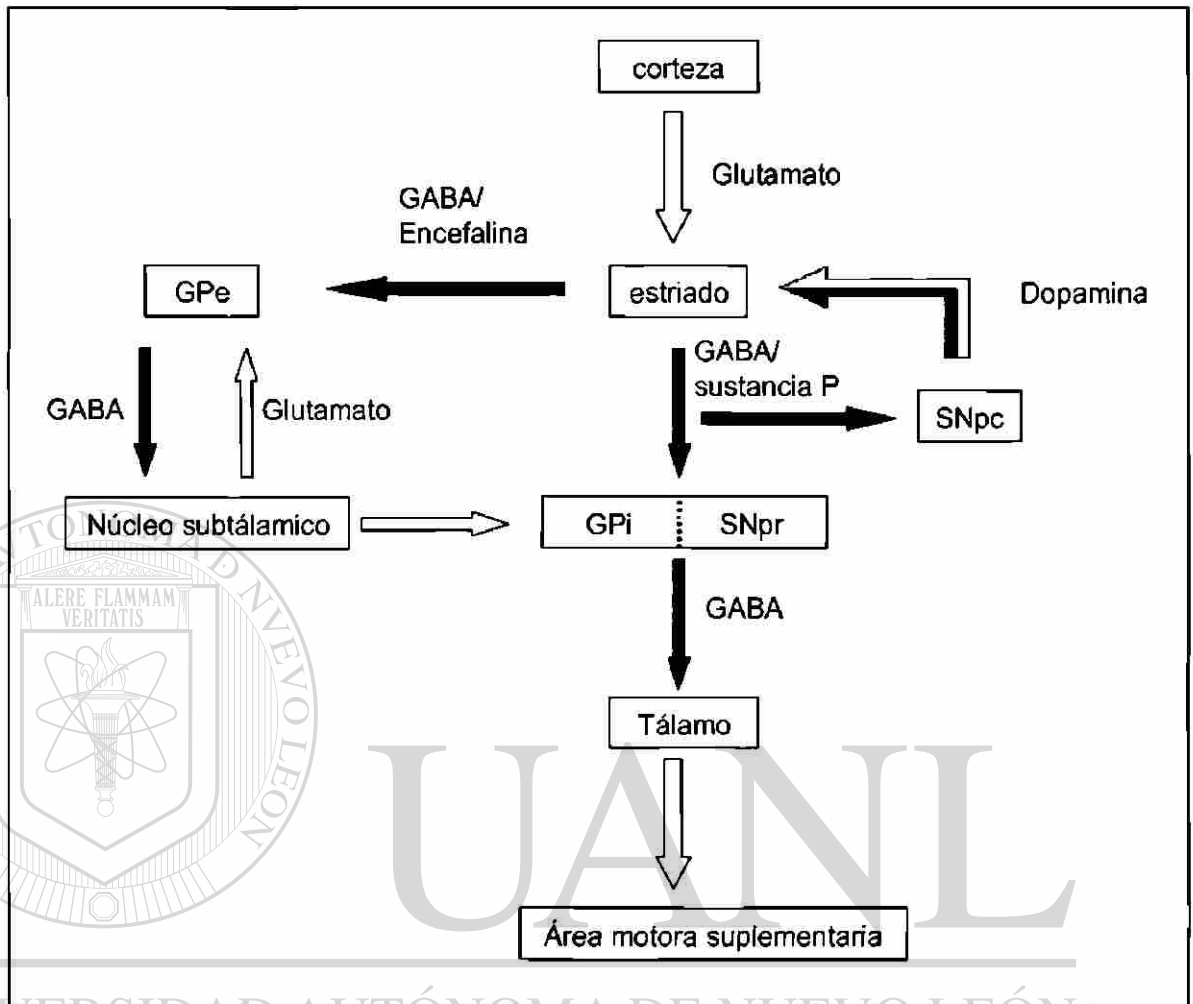 corteza
Glutamato
GABA/
Encefalina
GPe
estriado
Dopamina
GABA/
sustancia P
GABA
Glutamato
SNpc
Núcleo subtálamico
GPi
SNpr
GABA
Tálamo
Área motora suplementaria
ALERE FLAMMAM
VERITATIS
UANL